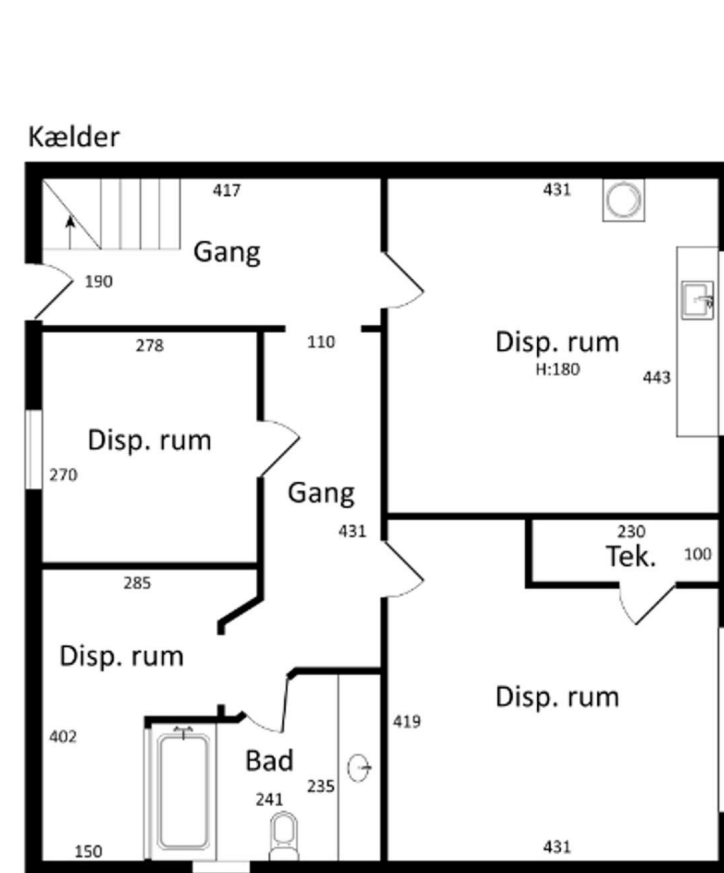 Kælder
417
431
Gang
190
278
110
Disp. rum
H:180
443
Disp. rum
270
Gang
431
230
Tek.
100
285
Disp. rum
Disp. rum
402
419
Bad
235
241
150
431